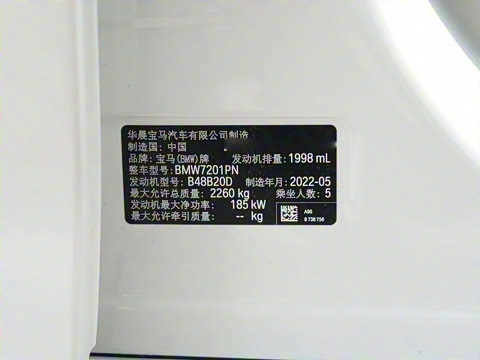 华晨宝马汽车有限公司制造
制造国：中国
品牌：宝马(BMW)牌 发动机排量：1998 mL
整车型号：BMW7201PN
发动机型号：B48B20D 制造年月：2022-05
最大允许总质量：2260 kg 乘坐人数：5
发动机最大净功率：185 kW
最大允许牵引质量：-- kg
A98
8 738 756